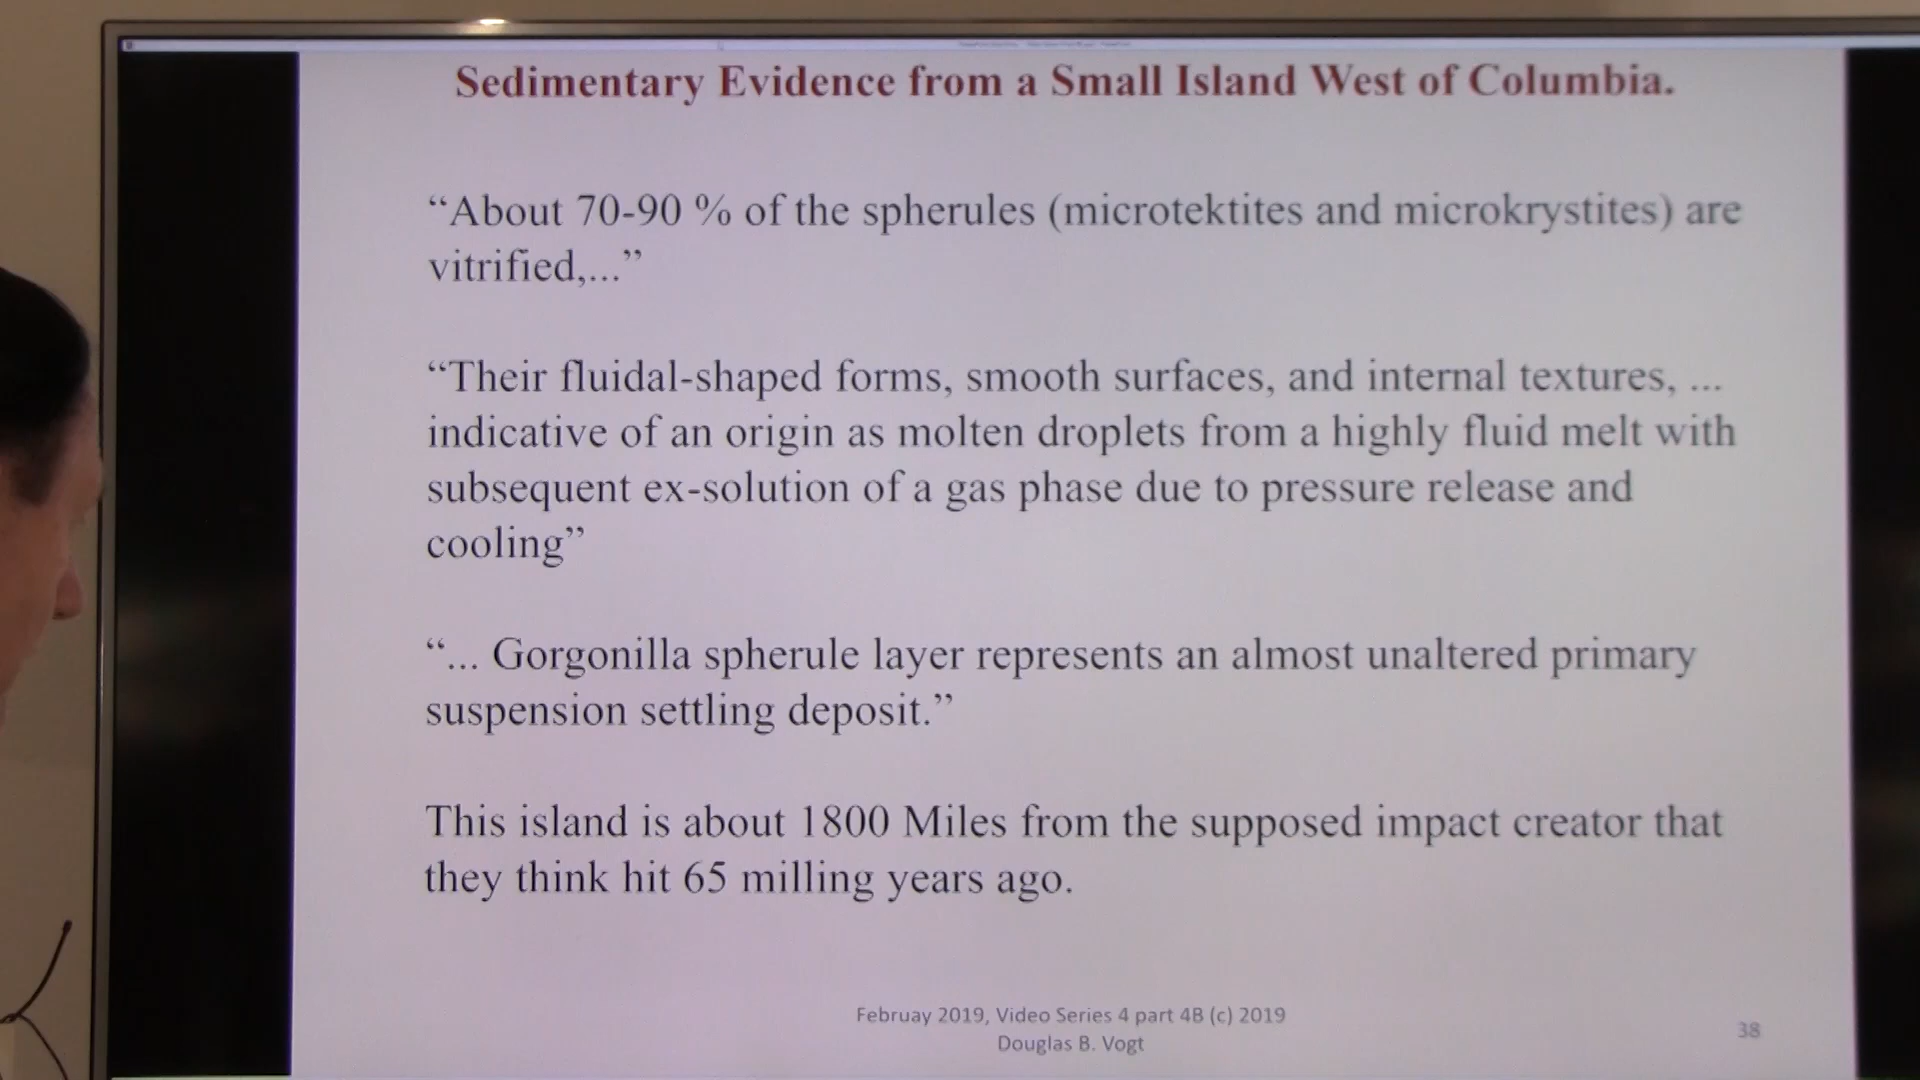 Sedimentary Evidence from a Small Island West of Columbia.
“About 70-90 % of the spherules (microtektites and microkrystites) are
vitrified,...”
“Their fluidal-shaped forms, smooth surfaces, and internal textures, ...
indicative of an origin as molten droplets from a highly fluid melt with
subsequent ex-solution of a gas phase due to pressure release and
cooling”
“... Gorgonilla spherule layer represents an almost unaltered primary
suspension settling deposit.”
This island is about 1800 Miles from the supposed impact creator that
they think hit 65 milling years ago.
Februay 2019, Video Series 4 part 4B (c) 2019
Douglas B. Vogt
38